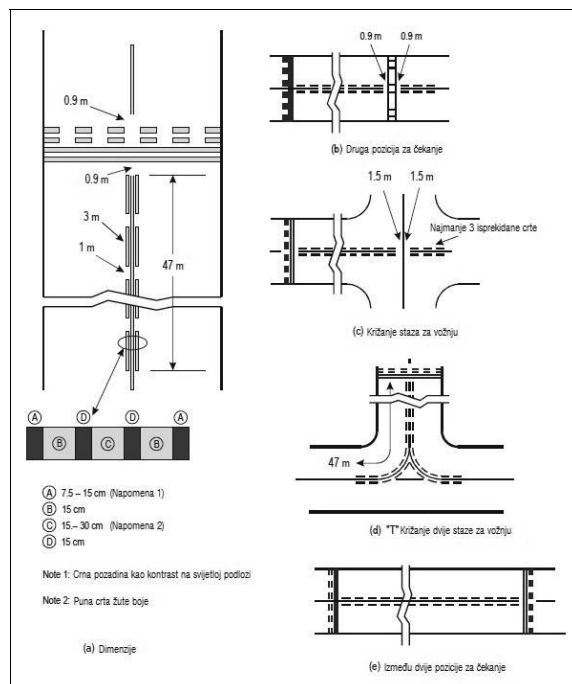 0.9 m
0.9 m
3 m
1 m
47 m
A
D
D
A
B
C
B
A 7.5 – 15 cm (Napomena 1)
B 15 cm
C 15.– 30 cm (Napomena 2)
D 15 cm
Note 1: Crna pozadina kao kontrast na svijetloj podlozi
Note 2: Puna crta žute boje
(a) Dimenzije
0.9 m 0.9 m
(b) Druga pozicija za čekanje
1.5 m 1.5 m
Najmanje 3 isprekidane crte
(c) Križanje staza za vožnju
47 m
(d) "T" Križanje dvije staze za vožnju
(e) Između dvije pozicije za čekanje